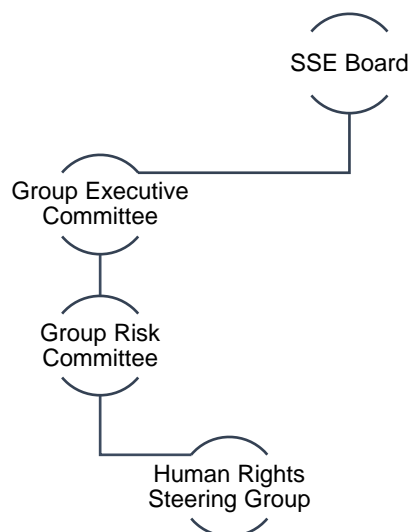 SSE Board
Group Executive
Committee
Group Risk
Committee
Human Rights
Steering Group